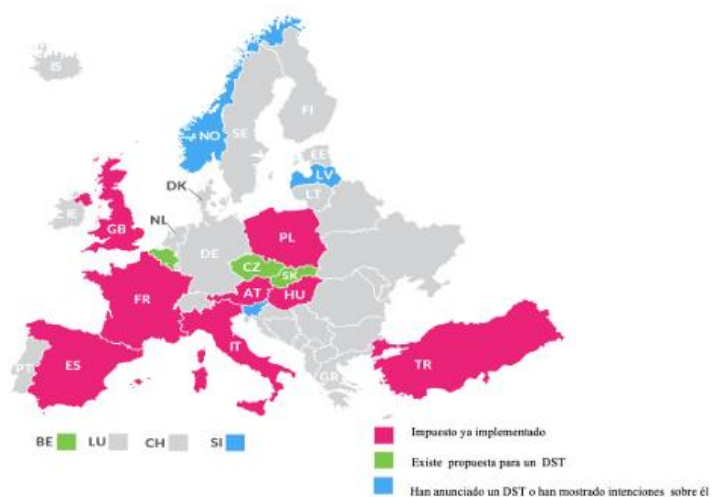 IS
FI
NO
SE
EE
LV
DK
LT
IE
NL
GB
PL
DE
CZ
SK
AT
HU
FR
IT
ES
PT
TR
GR
BE LU CH SI
Impuesto ya implementado
Existe propuesta para un DST
Han anunciado un DST o han mostrado intenciones sobre él